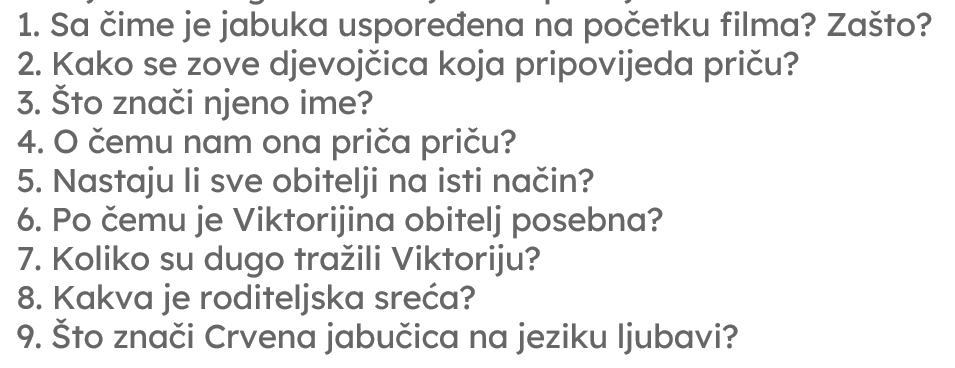 1. Sa čime je jabuka uspoređena na početku filma? Zašto?
2. Kako se zove djevojčica koja pripovijeda priču?
3. Što znači njeno ime?
4. O čemu nam ona priča priču?
5. Nastaju li sve obitelji na isti način?
6. Po čemu je Viktorijina obitelj posebna?
7. Koliko su dugo tražili Viktoriju?
8. Kakva je roditeljska sreća?
9. Što znači Crvena jabučica na jeziku ljubavi?